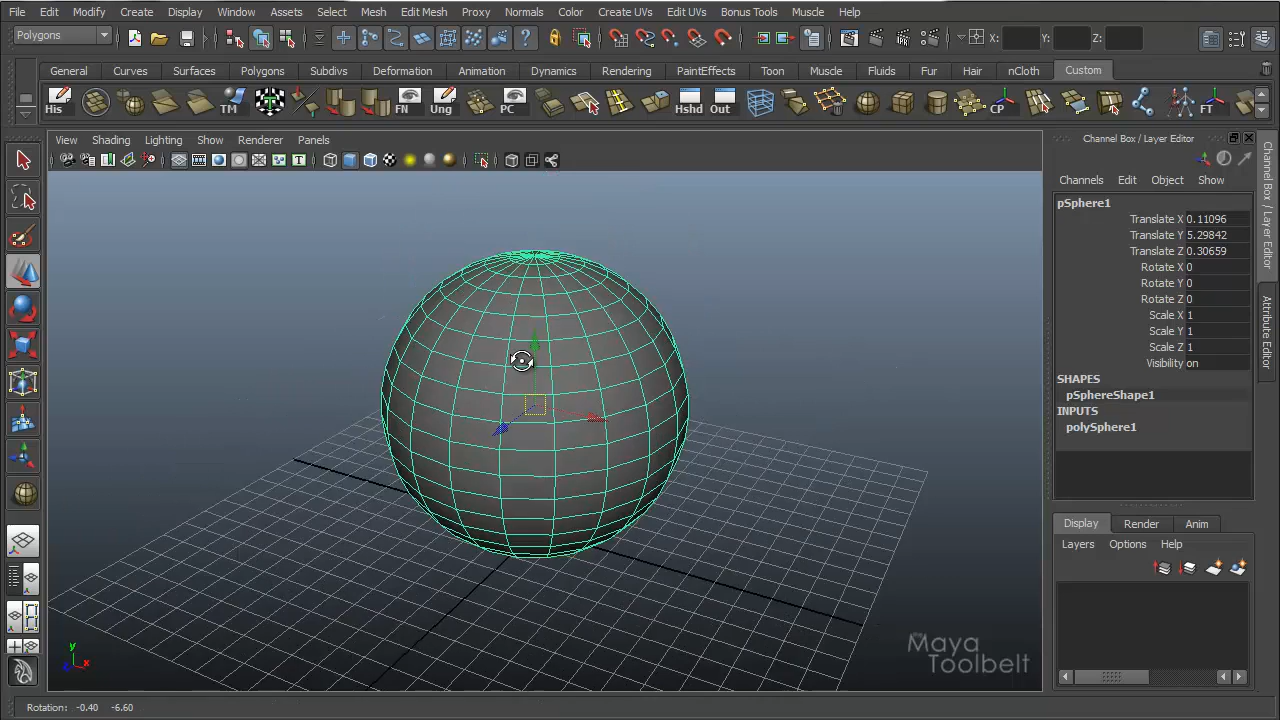 File Edit Modify Create Display Window Assets Select Mesh Edit Mesh Proxy Normals Color Create UVs Edit UVs Bonus Tools Muscle Help
Polygons X: Y: Z:
General Curves Surfaces Polygons Subdivs Deformation Animation Dynamics Rendering PaintEffects Toon Muscle Fluids Fur Hair nCloth Custom
His TM FN Ung PC Hshd Out CP FT
View Shading Lighting Show Renderer Panels
Channel Box / Layer Editor
Channels Edit Object Show
pSphere1
Translate X 0.11096
Translate Y 5.29842
Translate Z 0.30659
Rotate X 0
Rotate Y 0
Rotate Z 0
Scale X 1
Scale Y 1
Scale Z 1
Visibility on
SHAPES
pSphereShape1
INPUTS
polySphere1
Channel Box / Layer Editor
Attribute Editor
Display Render Anim
Layers Options Help
y
x
z
Maya
Toolbelt
Rotation: -0.40 -6.60